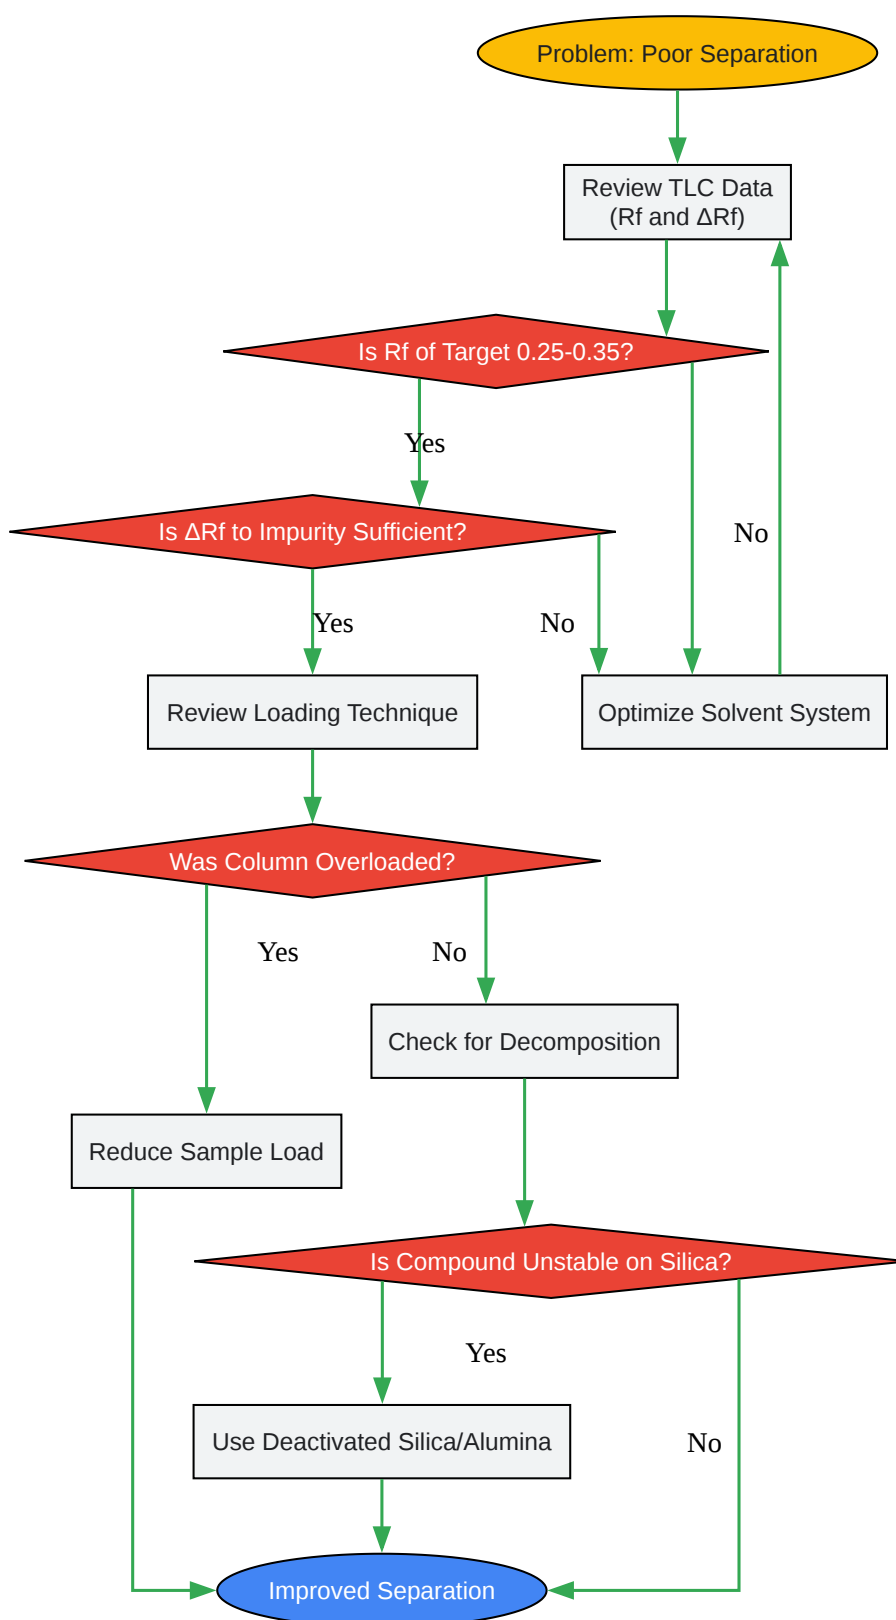 Problem: Poor Separation
Review TLC Data
(Rf and ΔRf)
Is Rf of Target 0.25-0.35?
Yes
Is ΔRf to Impurity Sufficient?
No
Yes
No
Review Loading Technique
Optimize Solvent System
Was Column Overloaded?
Yes
No
Check for Decomposition
Reduce Sample Load
Is Compound Unstable on Silica?
Yes
Use Deactivated Silica/Alumina
No
Improved Separation